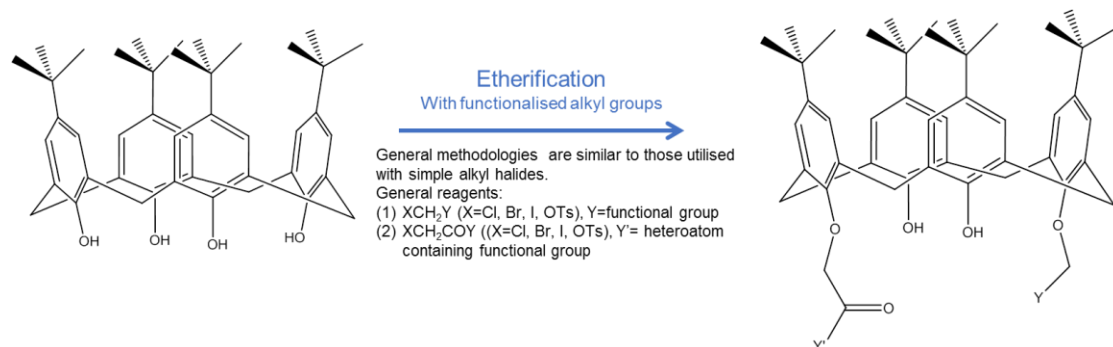 Etherification
With functionalised alkyl groups
General methodologies are similar to those utilised
with simple alkyl halides.
General reagents:
(1) XCH₂Y (X=Cl, Br, I, OTs), Y=functional group
(2) XCH₂COY ((X=Cl, Br, I, OTs), Y'= heteroatom
containing functional group
OH
OH
OH
HO
O
OH
OH
O
O
Y
Y'